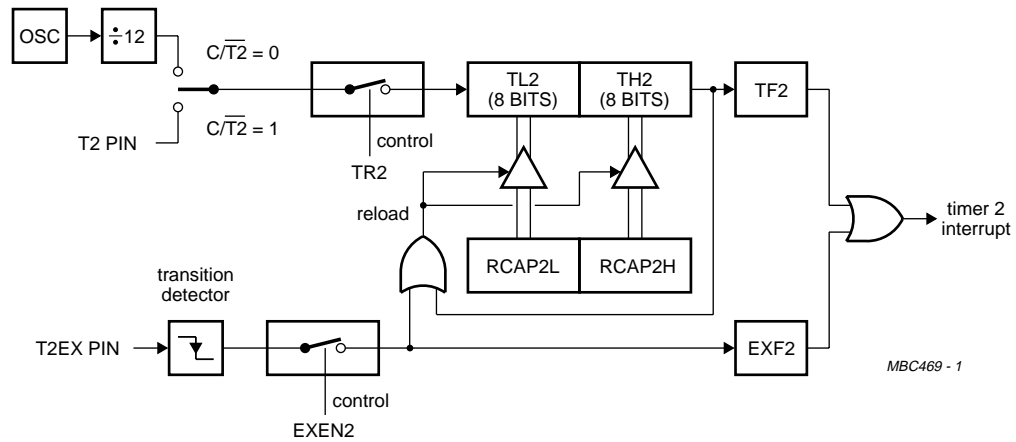 OSC
÷12
C/T2 = 0
TL2
(8 BITS)
TH2
(8 BITS)
TF2
C/T2 = 1
T2 PIN
control
TR2
reload
timer 2
interrupt
RCAP2L
RCAP2H
transition
detector
T2EX PIN
EXF2
MBC469 - 1
control
EXEN2